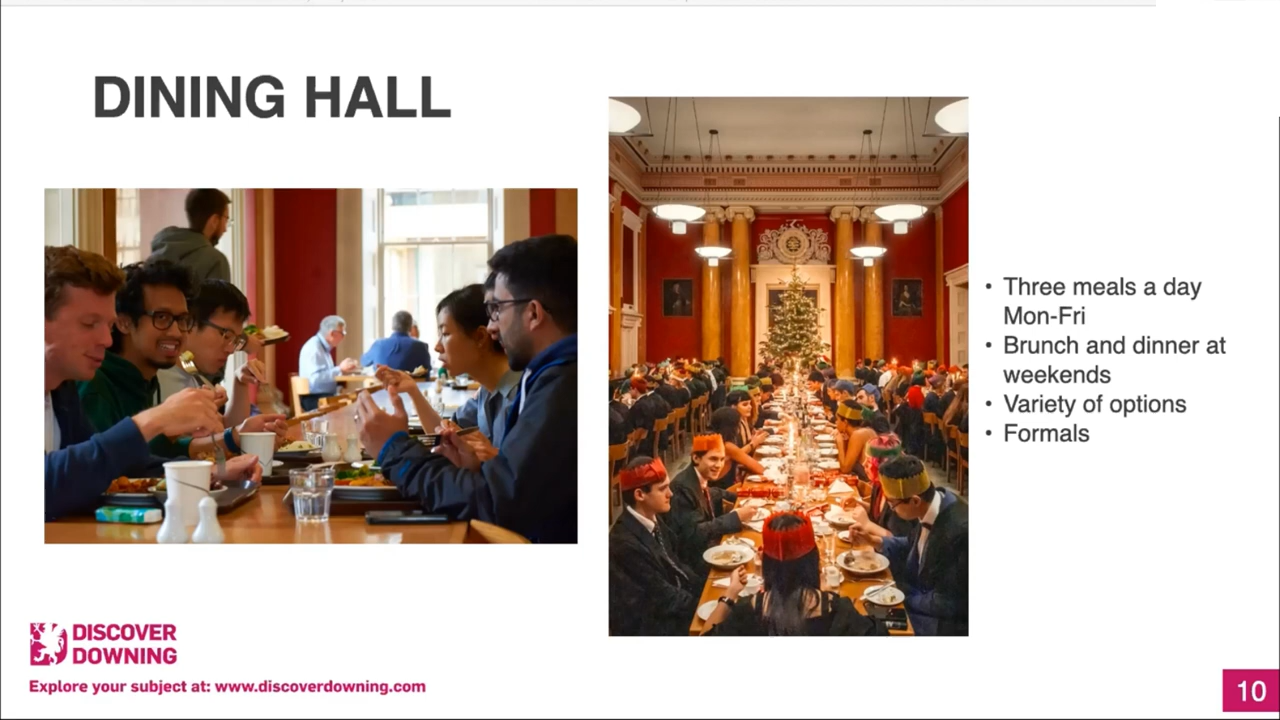 DINING HALL
• Three meals a day
Mon-Fri
• Brunch and dinner at
weekends
• Variety of options
• Formals
DISCOVER
DOWNING
Explore your subject at: www.discoverdowning.com
10